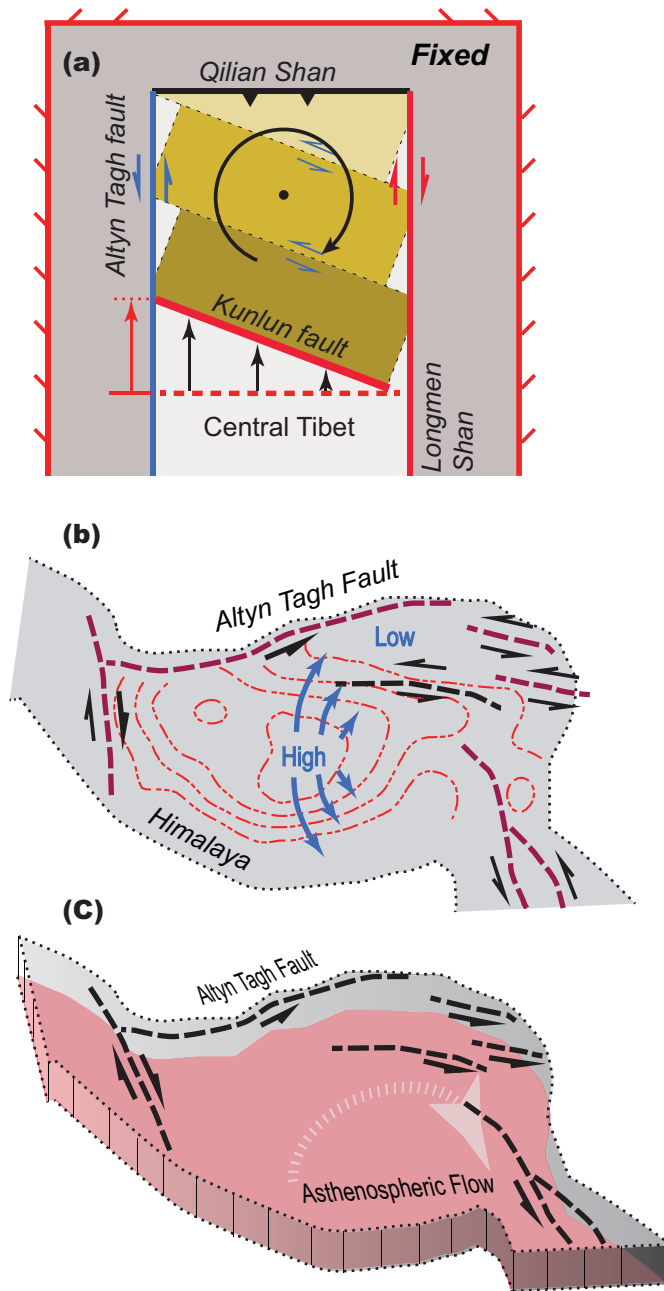 (a)
Fixed
Qilian Shan
Altyn Tagh fault
Kunlun fault
Central Tibet
Longmen
Shan
(b)
Altyn Tagh Fault
Low
High
Himalaya
(C)
Altyn Tagh Fault
Asthenospheric Flow